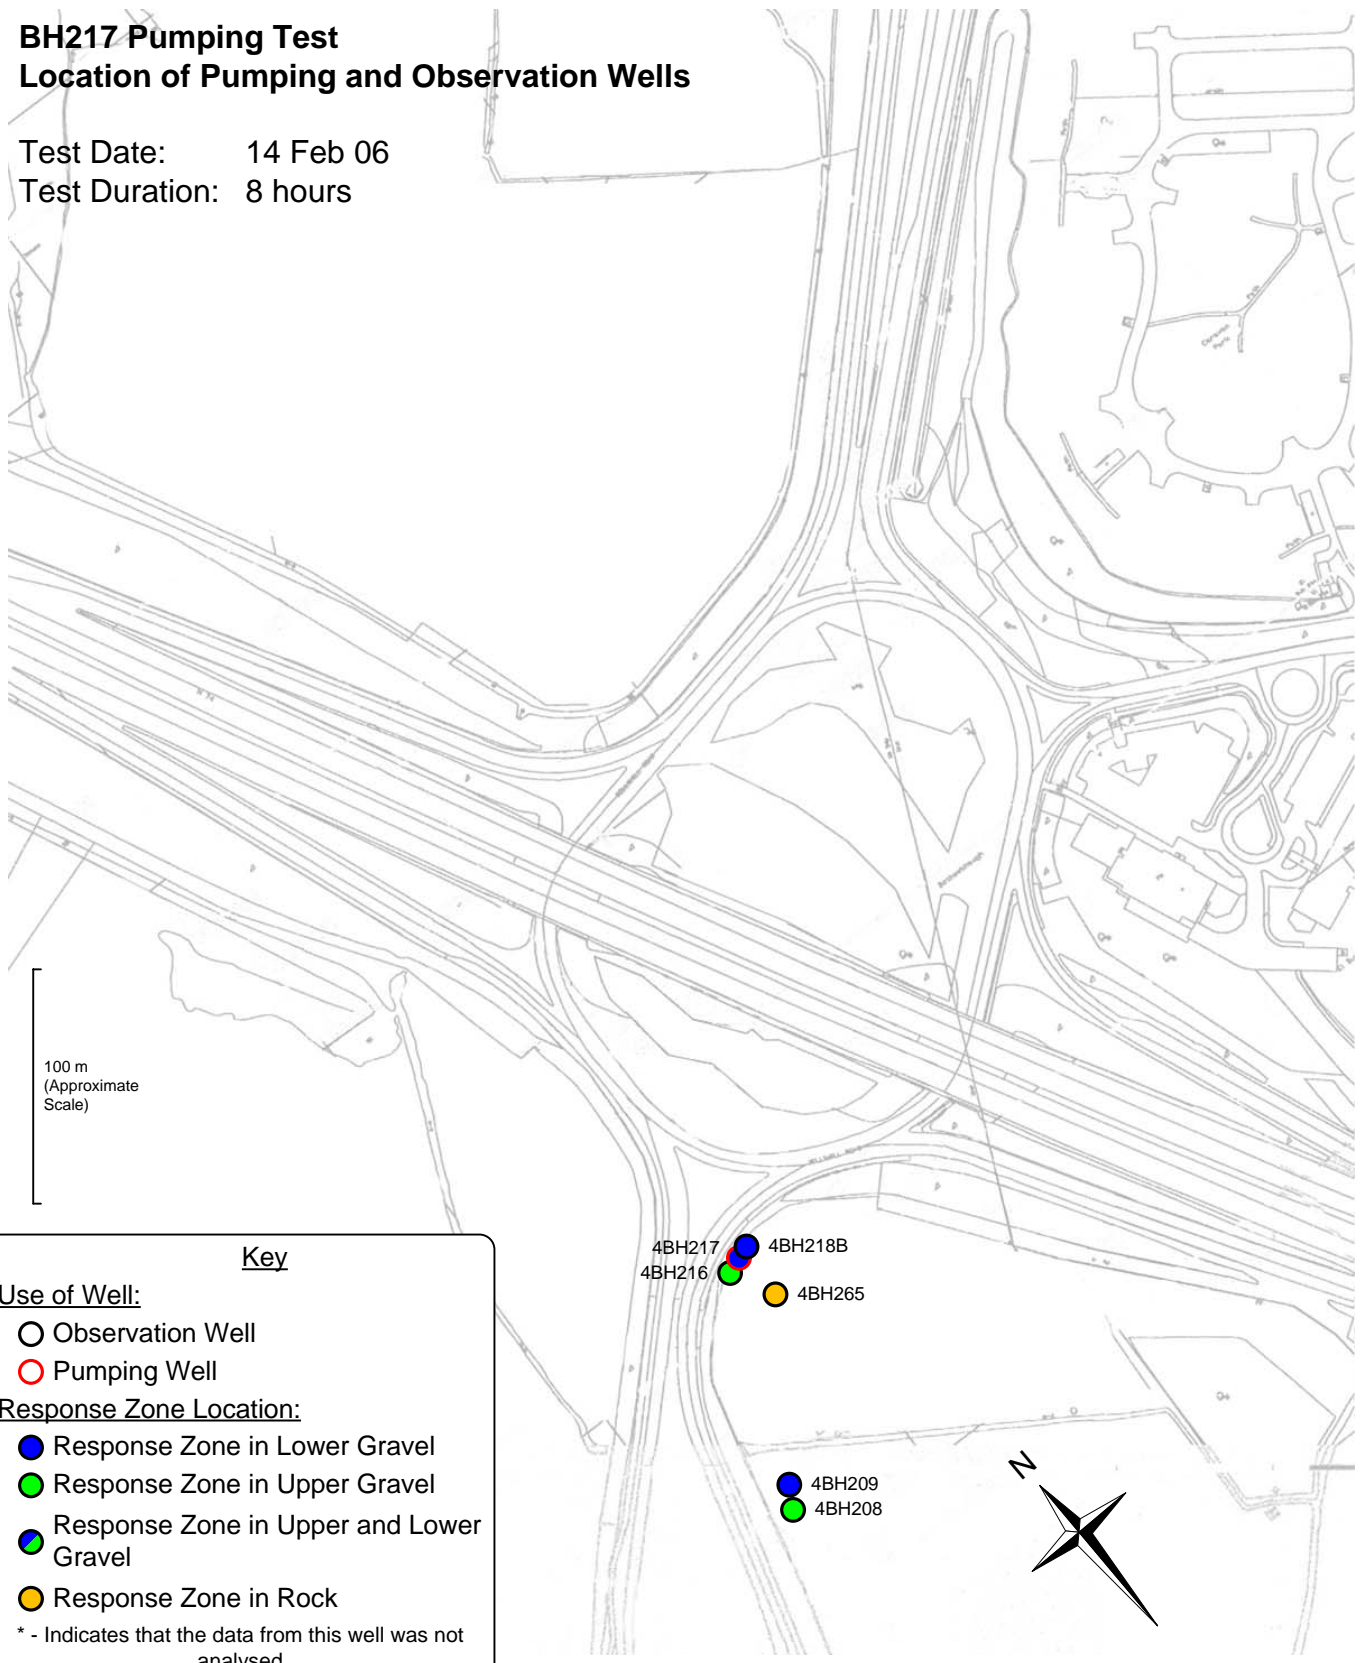 BH217 Pumping Test
Location of Pumping and Observation Wells
Test Date: 14 Feb 06
Test Duration: 8 hours
100 m
(Approximate
Scale)
4BH217
4BH218B
4BH216
4BH265
4BH209
4BH208
N
Key
Use of Well:
Observation Well
Pumping Well
Response Zone Location:
Response Zone in Lower Gravel
Response Zone in Upper Gravel
Response Zone in Upper and Lower
Gravel
Response Zone in Rock
* - Indicates that the data from this well was not
analysed